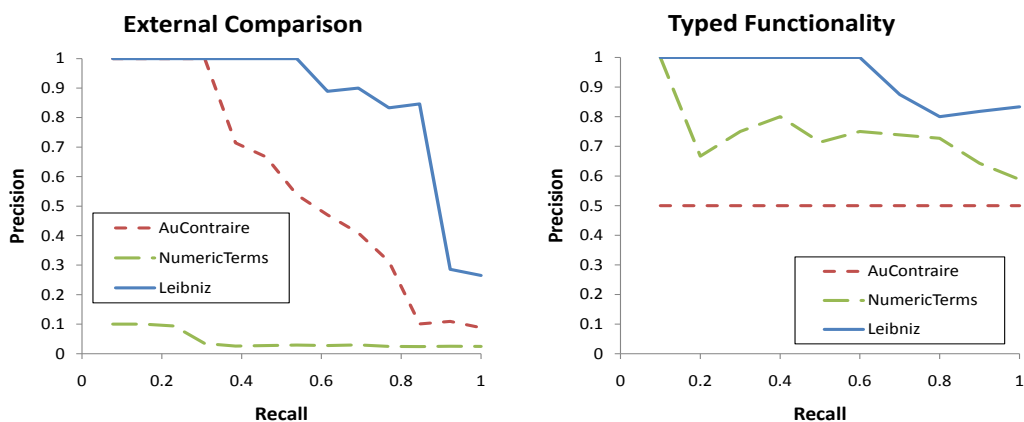 External Comparison
1
0.9
0.8
0.7
0.6
0.5
0.4
0.3
0.2
0.1
0
Precision
AuContraire
NumericTerms
Leibniz
0 0.2 0.4 0.6 0.8 1
Recall
Typed Functionality
1
0.9
0.8
0.7
0.6
0.5
0.4
0.3
0.2
0.1
0
Precision
AuContraire
NumericTerms
Leibniz
0 0.2 0.4 0.6 0.8 1
Recall